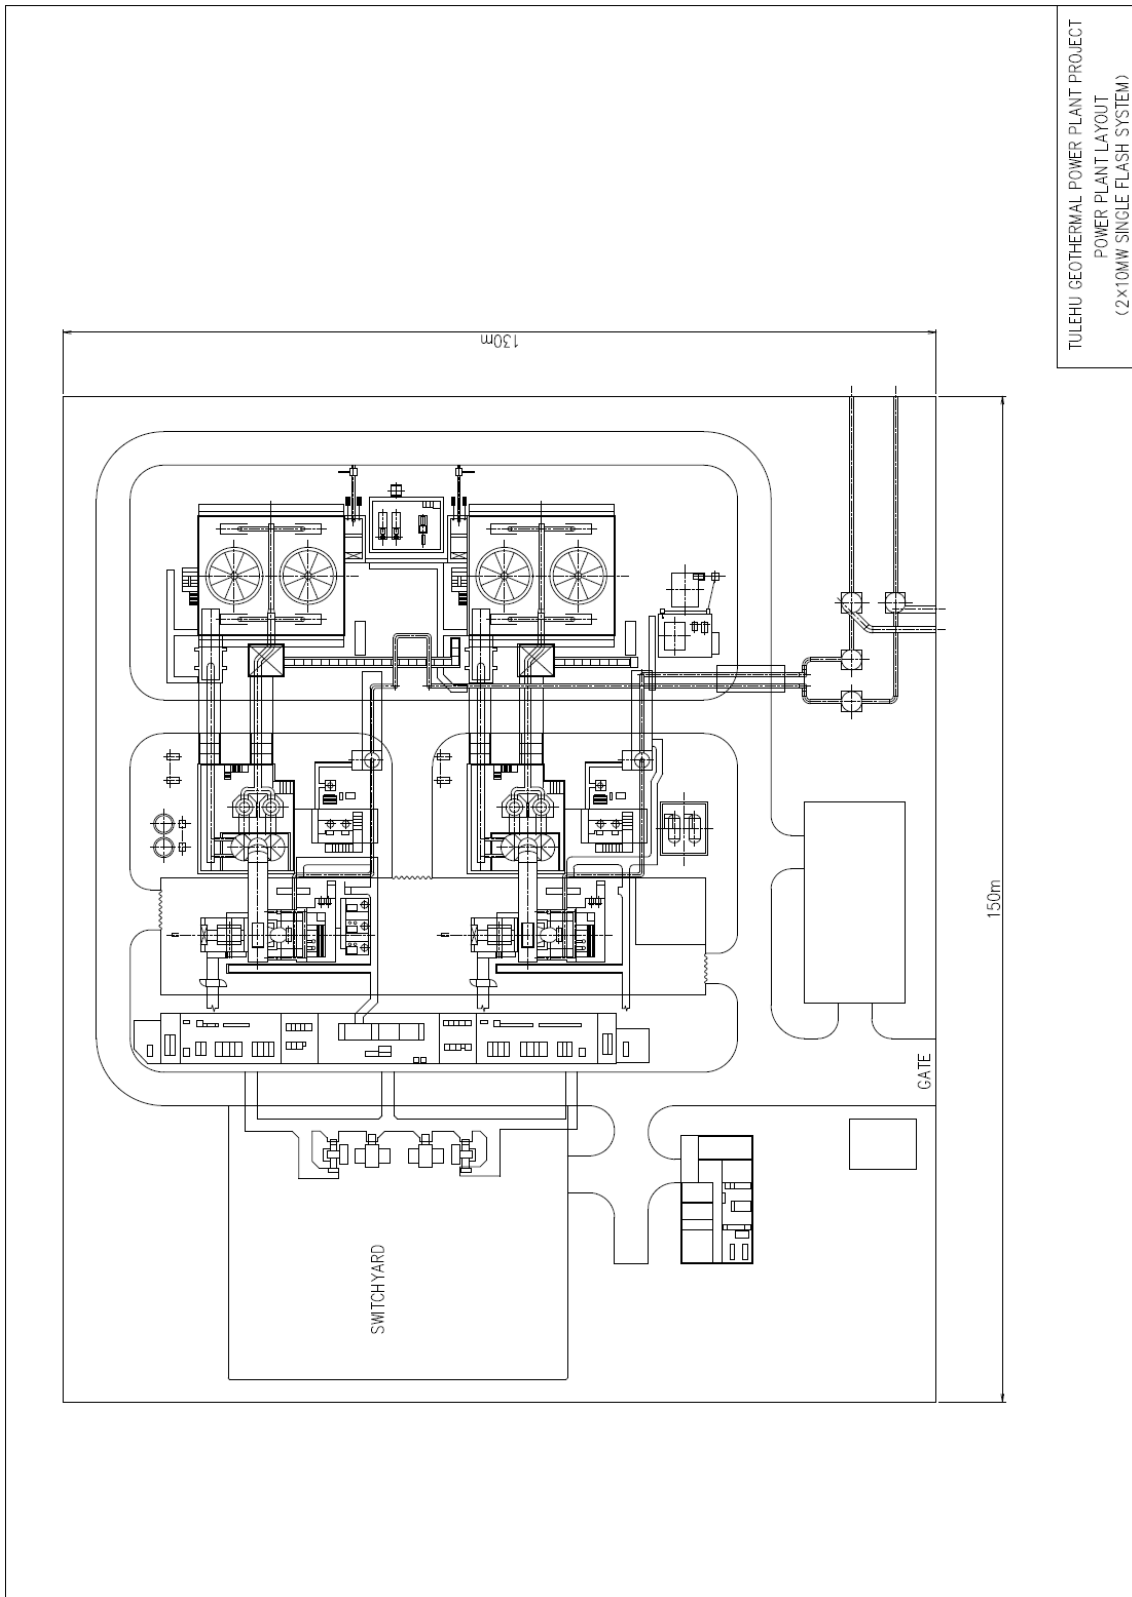 TULEHU GEOTHERMAL POWER PLANT PROJECT
POWER PLANT LAYOUT
(2×10MW SINGLE FLASH SYSTEM)
130m
150m
GATE
SWITCHYARD